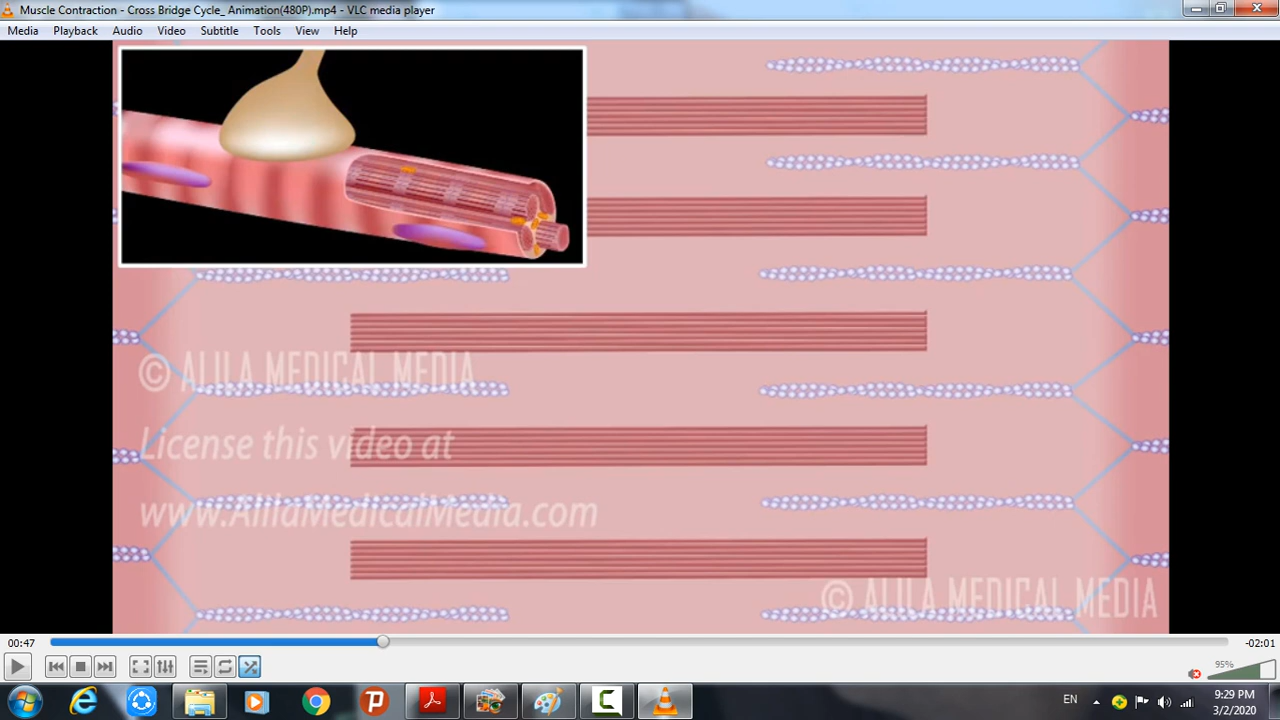 Muscle Contraction - Cross Bridge Cycle_ Animation(480P).mp4 - VLC media player
Media Playback Audio Video Subtitle Tools View Help
© ALILA MEDICAL MEDIA
License this video at
www.AlilaMedicalMedia.com
© ALILA MEDICAL MEDIA
00:47
-02:01
95%
EN
9:29 PM
3/2/2020